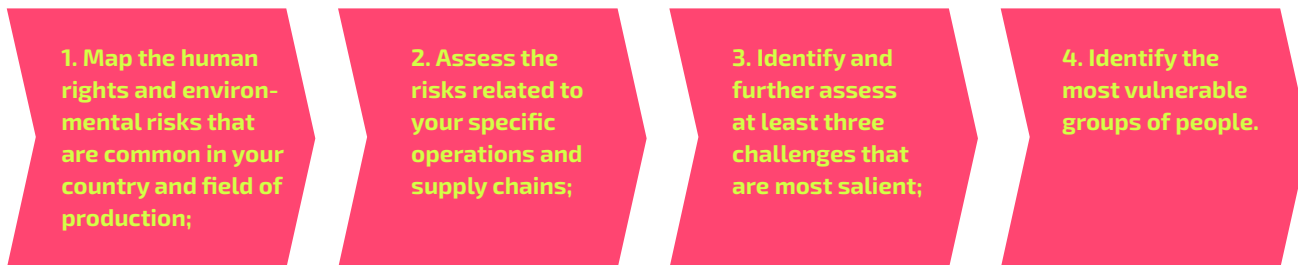 1. Map the human
rights and environ-
mental risks that
are common in your
country and field of
production;
2. Assess the
risks related to
your specific
operations and
supply chains;
3. Identify and
further assess
at least three
challenges that
are most salient;
4. Identify the
most vulnerable
groups of people.